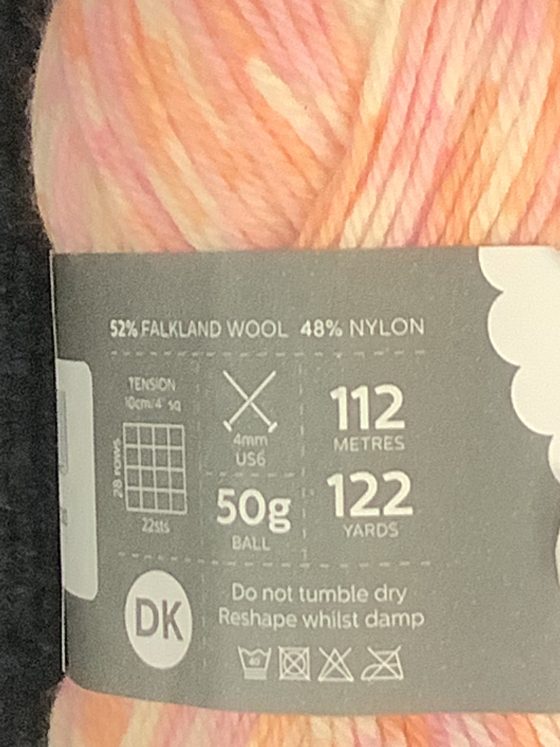 52% FALKLAND WOOL 48% NYLON
TENSION
10cm/4" sq
28 rows
22sts
4mm
US6
50g
BALL
112
METRES
122
YARDS
DK
Do not tumble dry
Reshape whilst damp
40